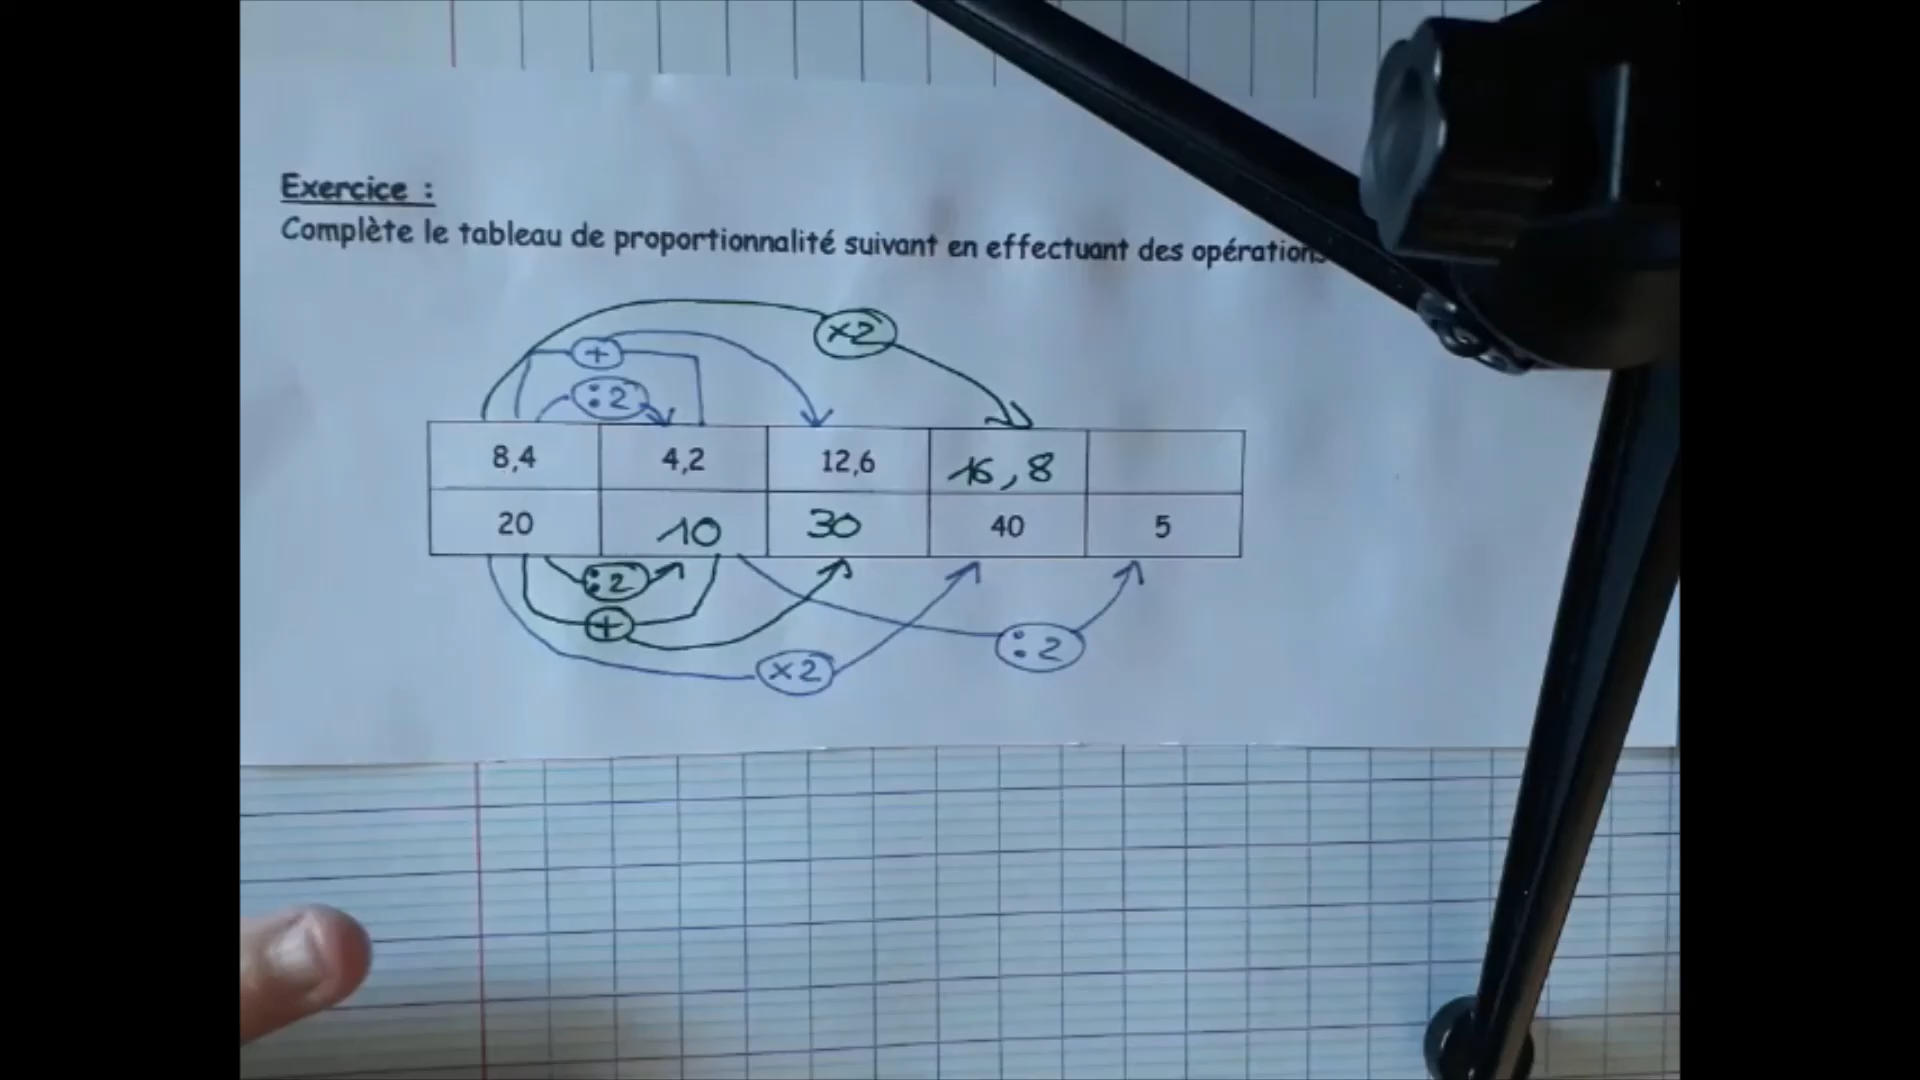 Exercice :
Complète le tableau de proportionnalité suivant en effectuant des opérations
×2
+
:2
8,4 4,2 12,6 16,8
20 10 30 40 5
:2
+
:2
×2